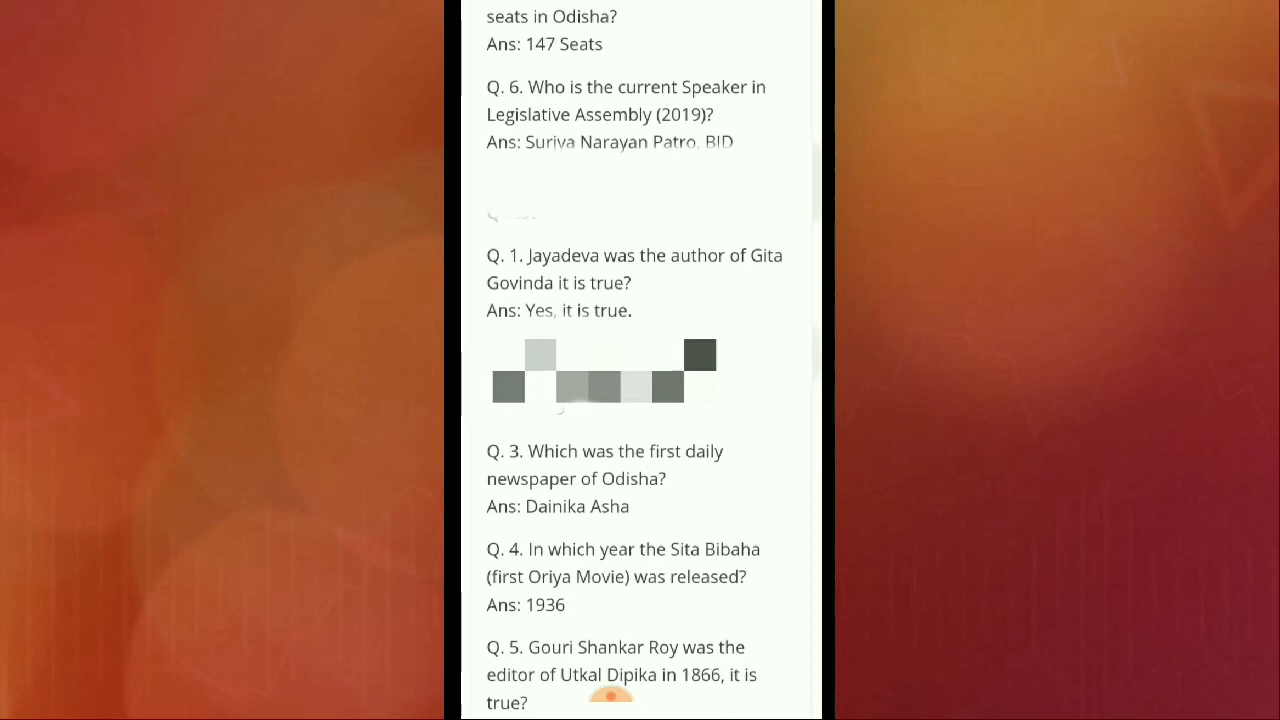 seats in Odisha?
Ans: 147 Seats
Q. 6. Who is the current Speaker in
Legislative Assembly (2019)?
Ans: Suriya Narayan Patro, BJD
Q. 1. Jayadeva was the author of Gita
Govinda it is true?
Ans: Yes, it is true.
Q. 3. Which was the first daily
newspaper of Odisha?
Ans: Dainika Asha
Q. 4. In which year the Sita Bibaha
(first Oriya Movie) was released?
Ans: 1936
Q. 5. Gouri Shankar Roy was the
editor of Utkal Dipika in 1866, it is
true?